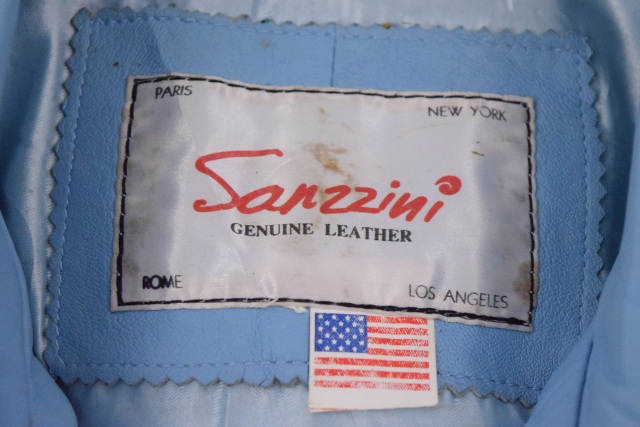 PARIS
NEW YORK
Sanzzini
GENUINE LEATHER
ROME
LOS ANGELES